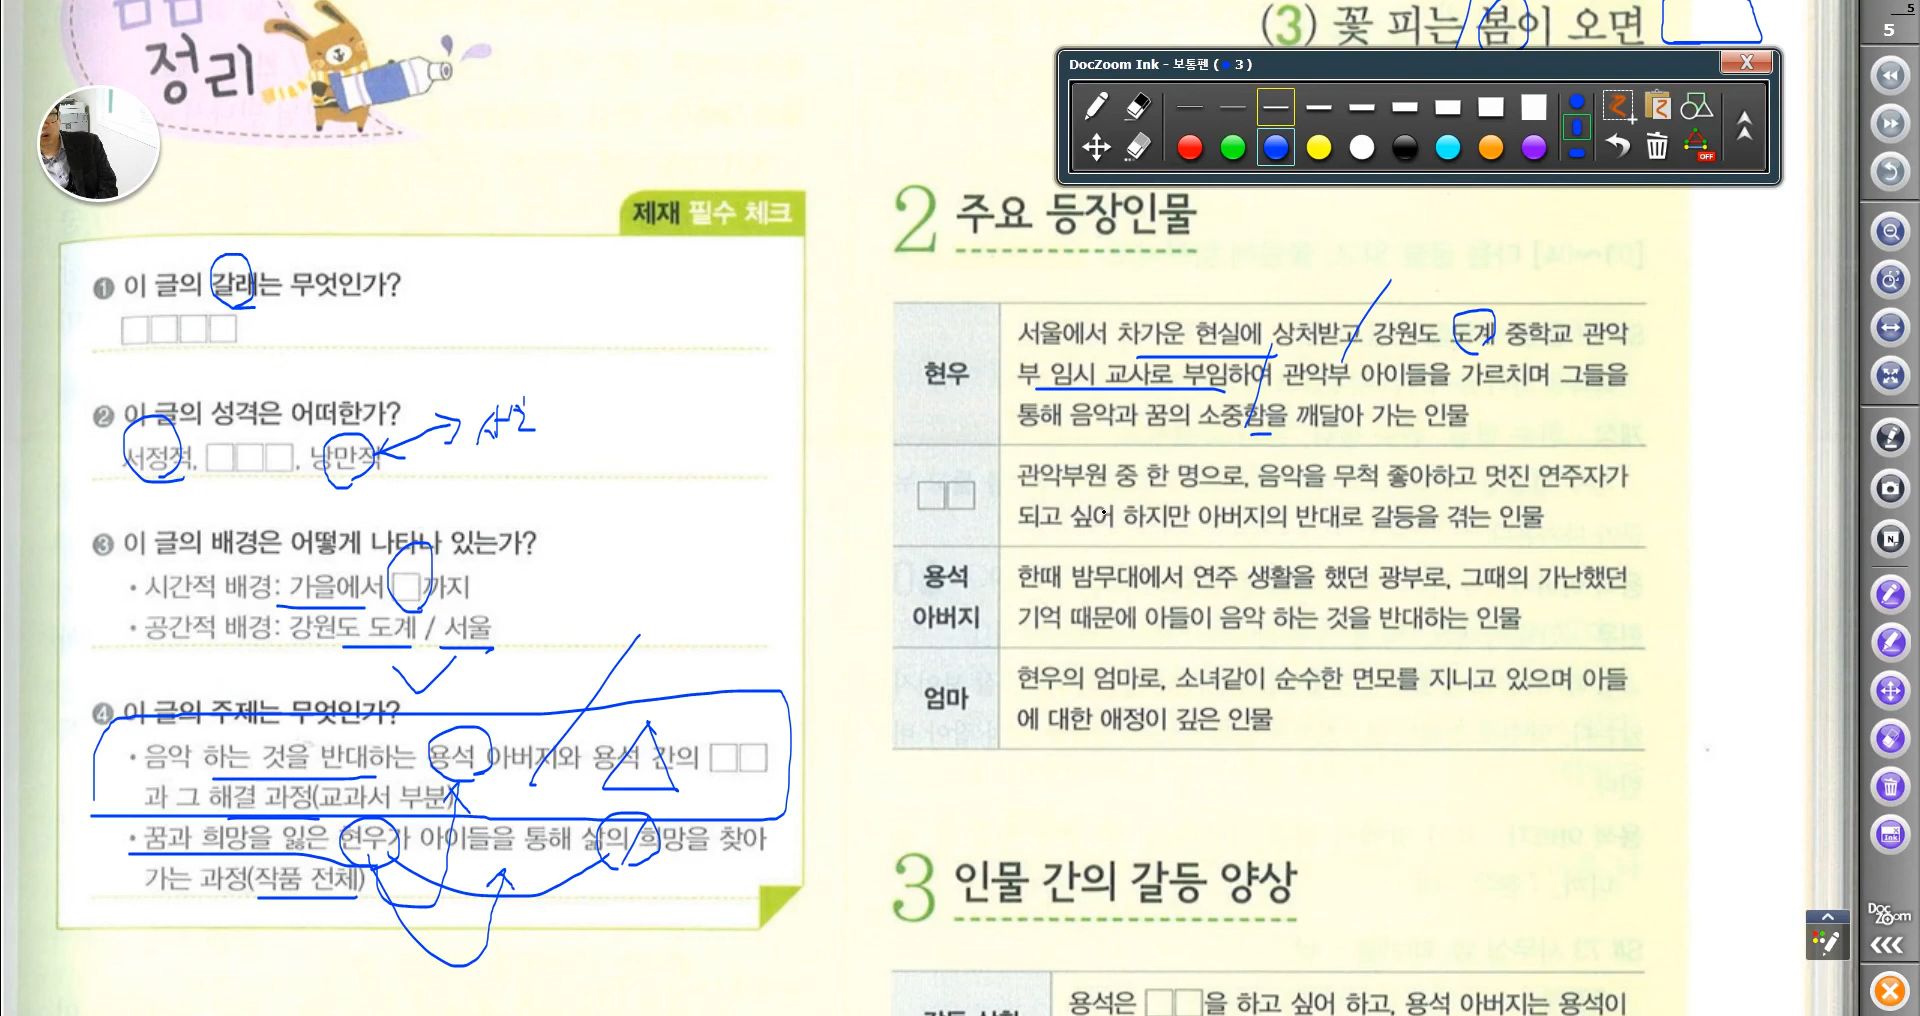 정리
제재 필수 체크
❶ 이 글의 갈래는 무엇인가?
□□□□
❷ 이 글의 성격은 어떠한가?
서정적, □□□, 낭만적
❸ 이 글의 배경은 어떻게 나타나 있는가?
• 시간적 배경: 가을에서 □까지
• 공간적 배경: 강원도 도계 / 서울
❹ 이 글의 주제는 무엇인가?
• 음악 하는 것을 반대하는 용석 아버지와 용석 간의 □□
과 그 해결 과정(교과서 부분)
• 꿈과 희망을 잃은 현우가 아이들을 통해 삶의 희망을 찾아
가는 과정(작품 전체)
(3) 꽃 피는 봄이 오면
DocZoom Ink - 보통펜 ( 3 )
OFF
2 주요 등장인물
현우
서울에서 차가운 현실에 상처받고 강원도 도계 중학교 관악
부 임시 교사로 부임하여 관악부 아이들을 가르치며 그들을
통해 음악과 꿈의 소중함을 깨달아 가는 인물
□□
관악부원 중 한 명으로, 음악을 무척 좋아하고 멋진 연주자가
되고 싶어 하지만 아버지의 반대로 갈등을 겪는 인물
용석
아버지
한때 밤무대에서 연주 생활을 했던 광부로, 그때의 가난했던
기억 때문에 아들이 음악 하는 것을 반대하는 인물
엄마
현우의 엄마로, 소녀같이 순수한 면모를 지니고 있으며 아들
에 대한 애정이 깊은 인물
3 인물 간의 갈등 양상
용석은 □□을 하고 싶어 하고, 용석 아버지는 용석이
5
5
N
Ink
Doc
Zoom